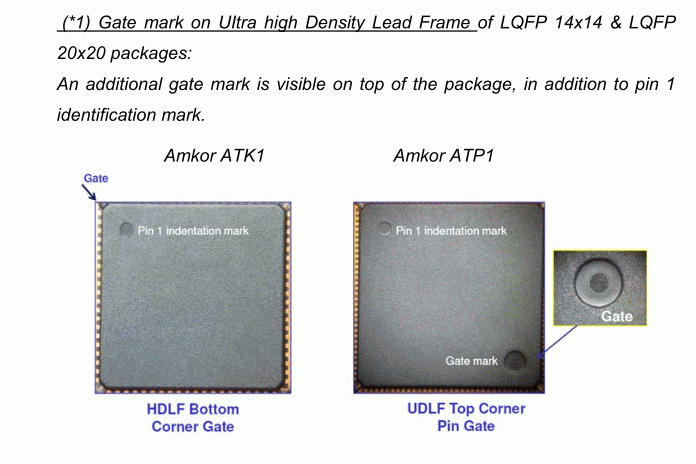 (*1) Gate mark on Ultra high Density Lead Frame of LQFP 14x14 & LQFP
20x20 packages:
An additional gate mark is visible on top of the package, in addition to pin 1
identification mark.
Amkor ATK1
Amkor ATP1
Gate
Pin 1 indentation mark
Pin 1 indentation mark
Gate
Gate mark
HDLF Bottom
Corner Gate
UDLF Top Corner
Pin Gate